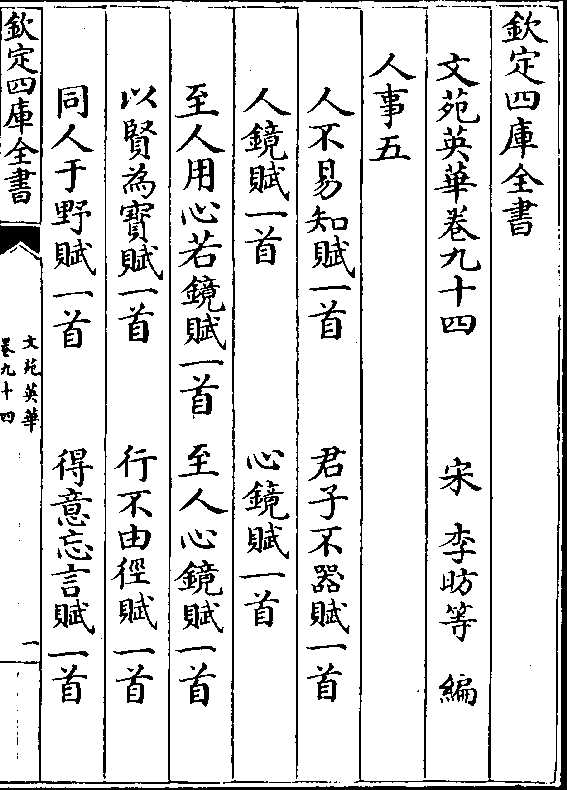 欽定四庫全書
文苑英華卷九十四
宋 李昉等 編
人事五
人不易知賦一首 君子不器賦一首
人鏡賦一首 心鏡賦一首
至人用心若鏡賦一首 至人心鏡賦一首
以賢為寶賦一首 行不由徑賦一首
同人于野賦一首 得意忘言賦一首
欽定四庫全書
文苑英華
卷九十四
一